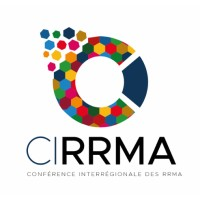 CIRRMA
CONFÉRENCE INTERRÉGIONALE DES RRMA